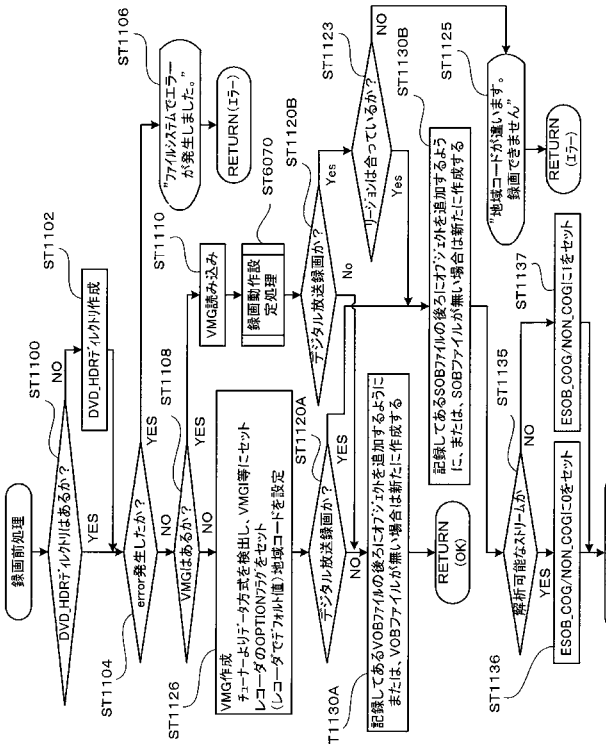 録画前処理
ST1100
DVD_HDRディレクトリはあるか？
NO
YES
ST1102
DVD_HDRディレクトリ作成
ST1104
error発生したか？
YES
NO
ST1106
"ファイルシステムでエラー
が発生しました。"
RETURN(エラー)
ST1108
VMGはあるか？
YES
NO
ST1110
VMG読み込み
ST6070
録画動作設
定処理
ST1126
VMG作成
チューナーよりデータ方式を検出し、VMGI等にセット
レコーダのOPTIONフラグをセット
(レコーダでデフォルト値)地域コードを設定
ST1120A
デジタル放送録画か？
YES
NO
ST1120B
デジタル放送録画か？
Yes
No
ST1123
リージョンは合っているか？
NO
Yes
ST1125
"地域コードが違います。
録画できません"
RETURN
(エラー)
ST1130A
記録してあるVOBファイルの後ろにオブジェクトを追加するように
または、VOBファイルが無い場合は新たに作成する
RETURN
(OK)
ST1130B
記録してあるSOBファイルの後ろにオブジェクトを追加するよう
に、または、SOBファイルが無い場合は新たに作成する
ST1135
解析可能なストリームか
NO
YES
ST1136
ESOB_COG/NON_COGIに0をセット
ST1137
ESOB_COG/NON_COGIに1をセット